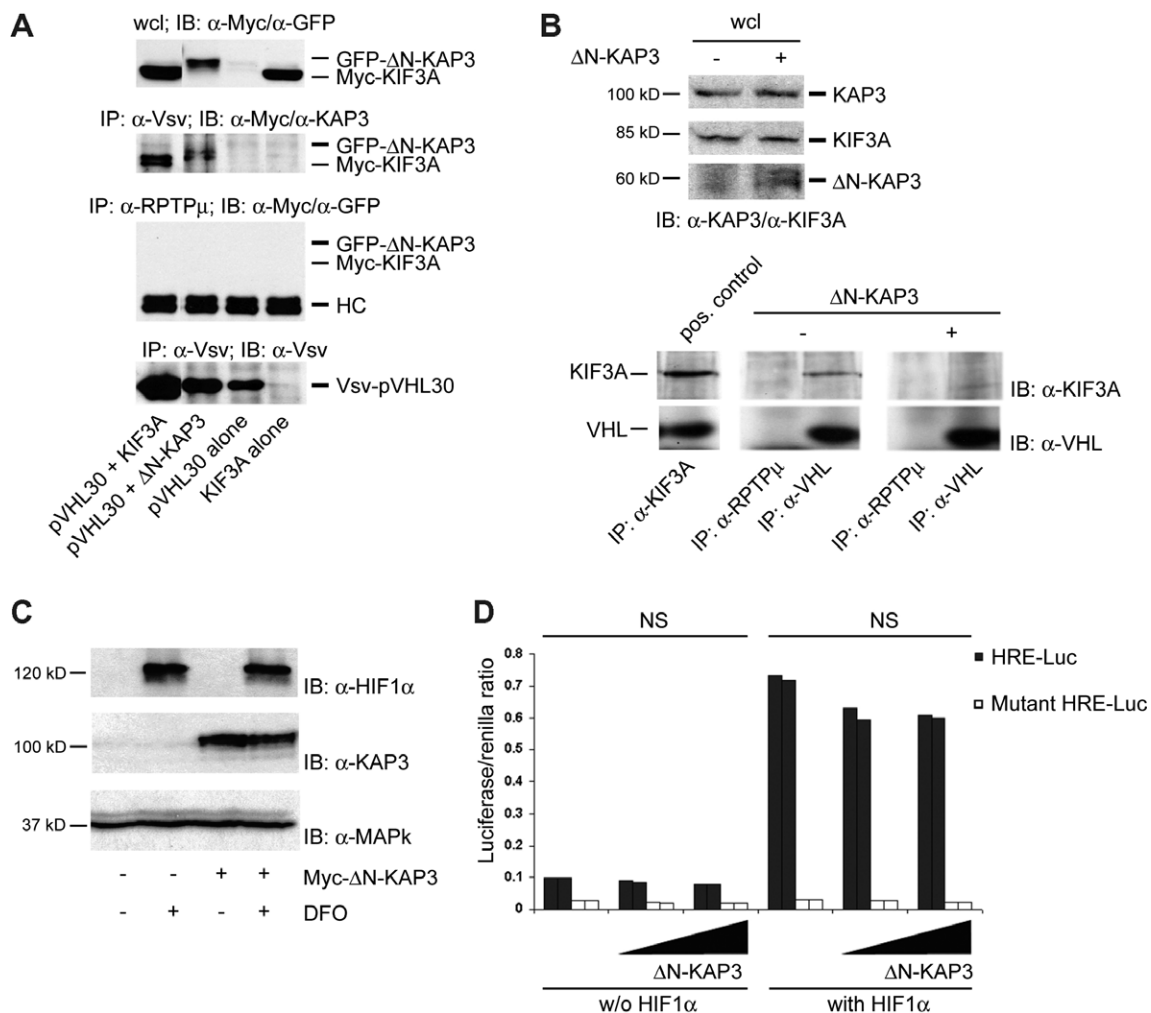 A
wcl; IB: α-Myc/α-GFP
GFP-ΔN-KAP3
Myc-KIF3A
IP: α-Vsv; IB: α-Myc/α-KAP3
GFP-ΔN-KAP3
Myc-KIF3A
IP: α-RPTPμ; IB: α-Myc/α-GFP
GFP-ΔN-KAP3
Myc-KIF3A
HC
IP: α-Vsv; IB: α-Vsv
Vsv-pVHL30
pVHL30 + KIF3A
pVHL30 + ΔN-KAP3
pVHL30 alone
KIF3A alone
B
wcl
ΔN-KAP3 - +
100 kD KAP3
85 kD KIF3A
60 kD ΔN-KAP3
IB: α-KAP3/α-KIF3A
pos. control
ΔN-KAP3
- +
KIF3A IB: α-KIF3A
VHL IB: α-VHL
IP: α-KIF3A
IP: α-RPTPμ
IP: α-VHL
IP: α-RPTPμ
IP: α-VHL
C
120 kD IB: α-HIF1α
100 kD IB: α-KAP3
37 kD IB: α-MAPk
- - + + Myc-ΔN-KAP3
- + - + DFO
D
NS NS
HRE-Luc
Mutant HRE-Luc
Luciferase/renilla ratio
0.8
0.7
0.6
0.5
0.4
0.3
0.2
0.1
0
ΔN-KAP3 ΔN-KAP3
w/o HIF1α with HIF1α